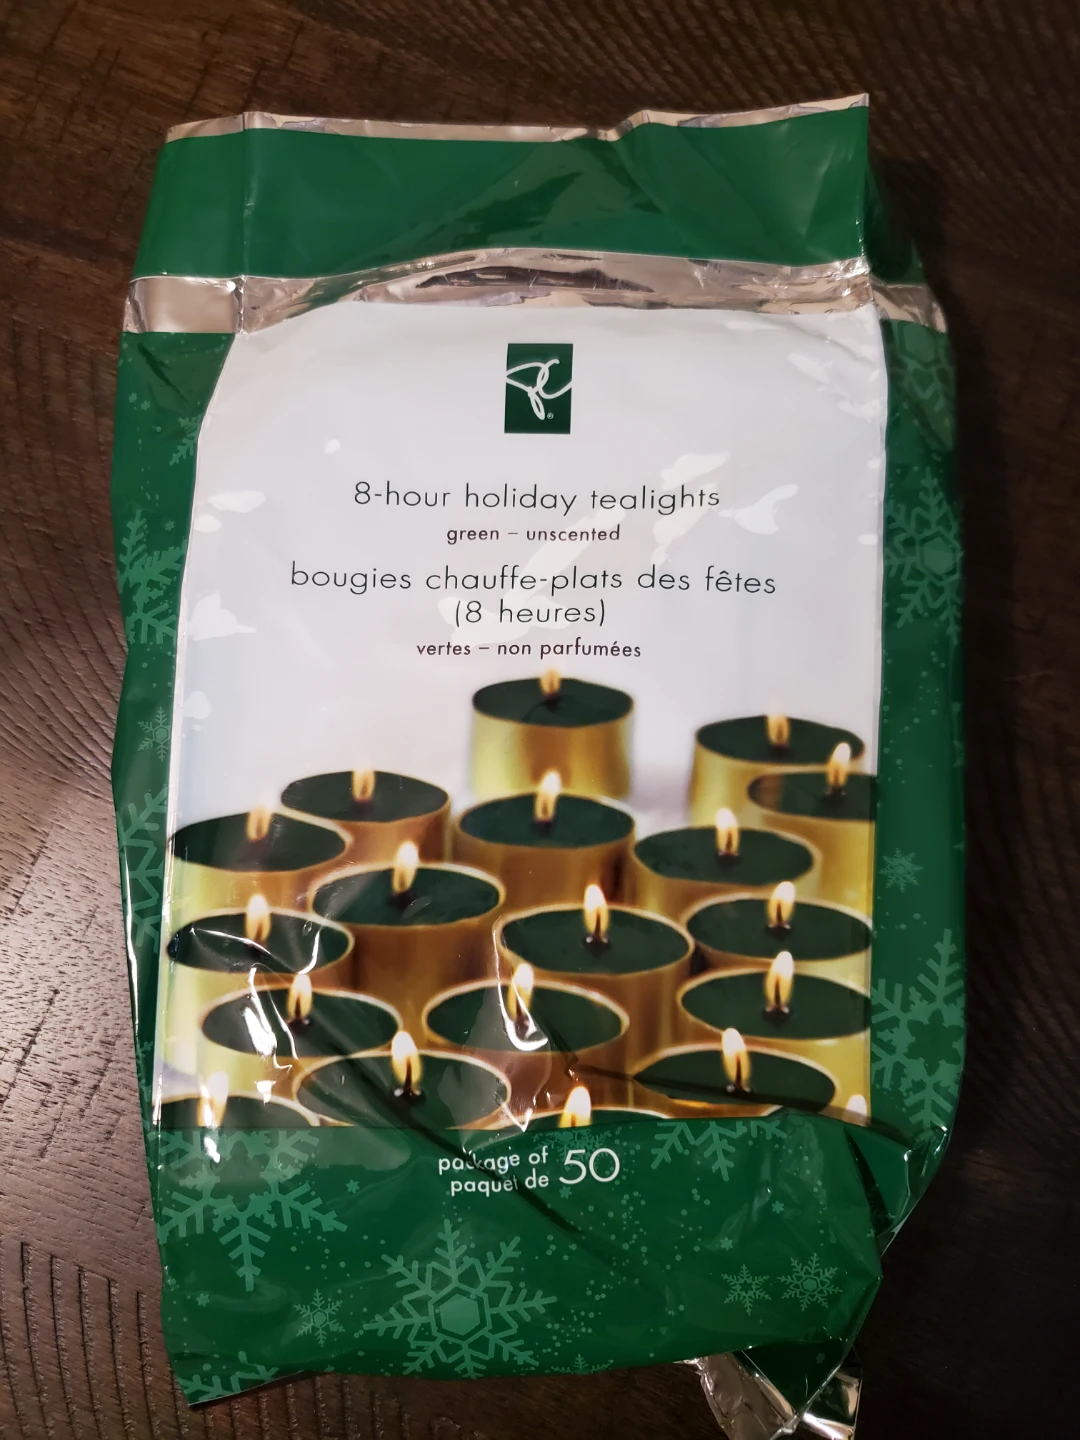 PC®
8-hour holiday tealights
green – unscented
bougies chauffe-plats des fêtes
(8 heures)
vertes – non parfumées
package of 50
paquet de